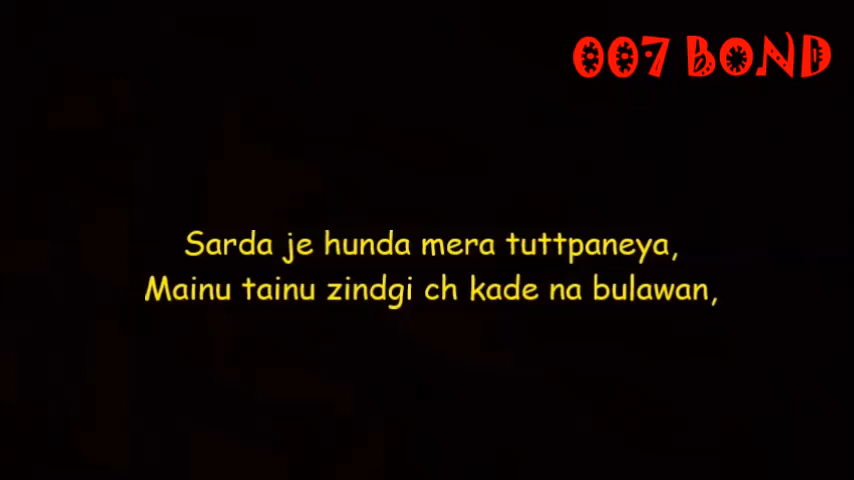 007 BOND
Sarda je hunda mera tuttpaneya,
Mainu tainu zindgi ch kade na bulawan,